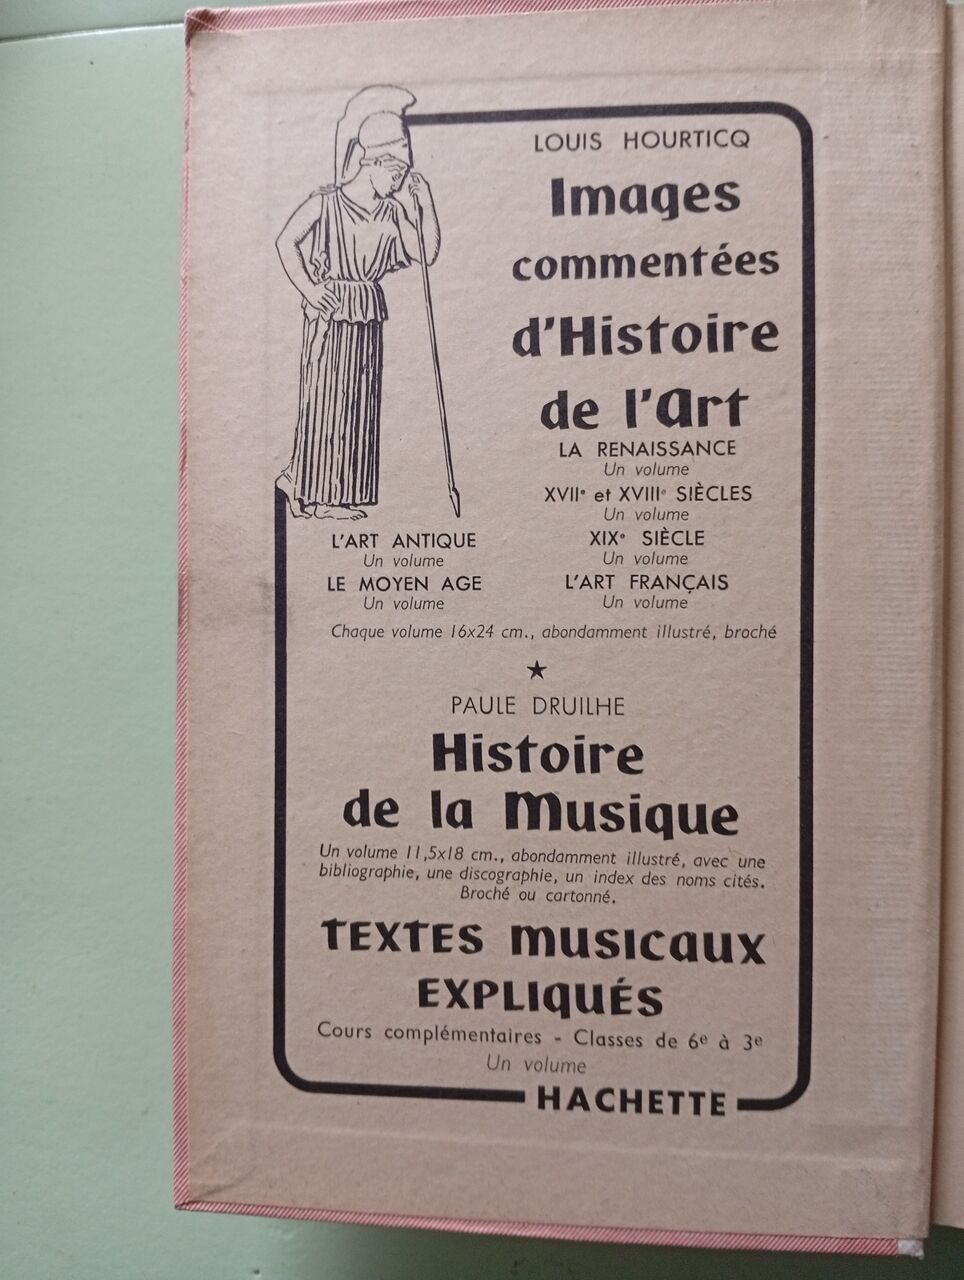 LOUIS HOURTICQ
Images
commentées
d'Histoire
de l'art
LA RENAISSANCE
Un volume
XVIIe et XVIIIe SIÈCLES
Un volume
L'ART ANTIQUE
Un volume
LE MOYEN AGE
Un volume
XIXe SIÈCLE
Un volume
L'ART FRANÇAIS
Un volume
Chaque volume 16x24 cm., abondamment illustré, broché
★
PAULE DRUILHE
Histoire
de la musique
Un volume 11,5x18 cm., abondamment illustré, avec une
bibliographie, une discographie, un index des noms cités.
Broché ou cartonné.
TEXTES MUSICAUX
EXPLIQUÉS
Cours complémentaires - Classes de 6e à 3e
Un volume
HACHETTE